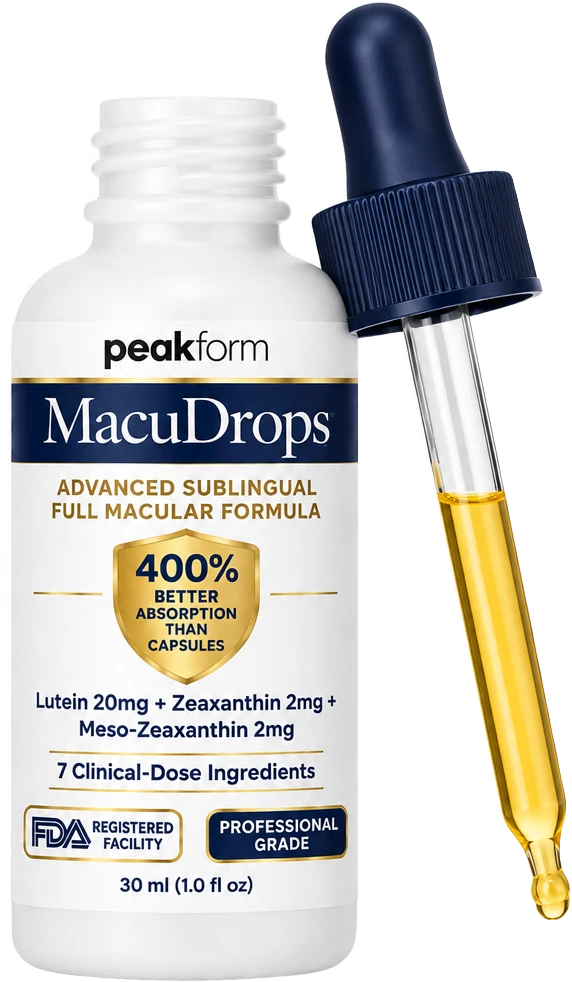 peakform
MacuDrops
ADVANCED SUBLINGUAL
FULL MACULAR FORMULA
400%
BETTER
ABSORPTION
THAN
CAPSULES
Lutein 20mg + Zeaxanthin 2mg +
Meso-Zeaxanthin 2mg
7 Clinical-Dose Ingredients
FDA REGISTERED
FACILITY
PROFESSIONAL
GRADE
30 ml (1.0 fl oz)